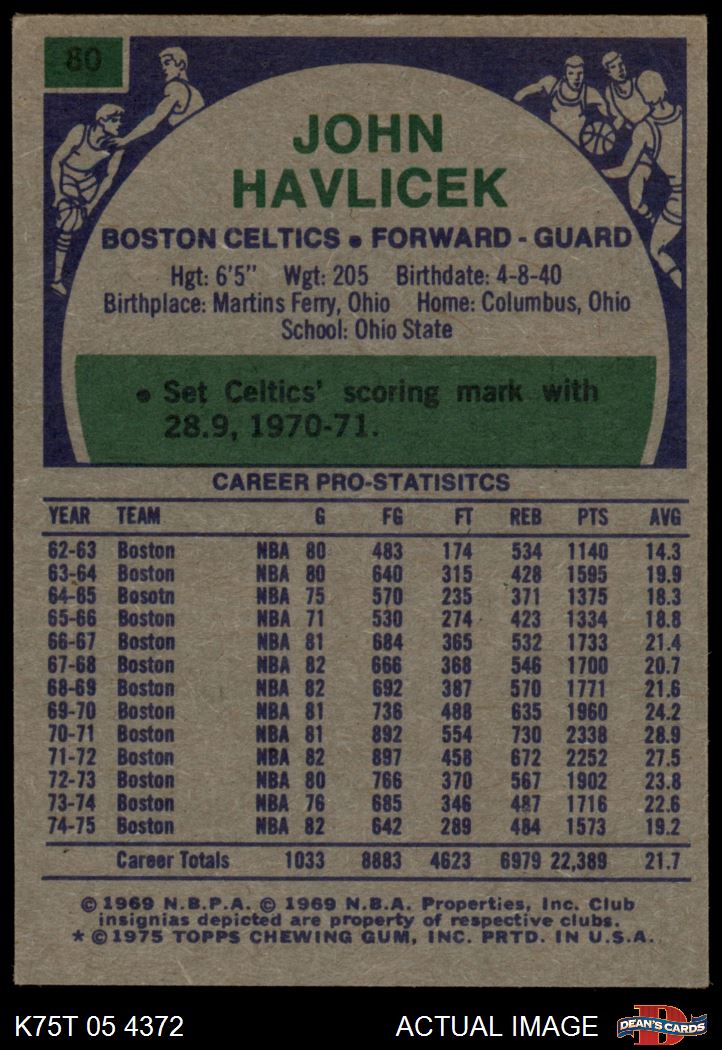 80
JOHN
HAVLICEK
BOSTON CELTICS • FORWARD - GUARD
Hgt: 6'5" Wgt: 205 Birthdate: 4-8-40
Birthplace: Martins Ferry, Ohio Home: Columbus, Ohio
School: Ohio State
• Set Celtics' scoring mark with
28.9, 1970-71.
CAREER PRO-STATISITCS
YEAR TEAM G FG FT REB PTS AVG
62-63 Boston NBA 80 483 174 534 1140 14.3
63-64 Boston NBA 80 640 315 428 1595 19.9
64-65 Bosotn NBA 75 570 235 371 1375 18.3
65-66 Boston NBA 71 530 274 423 1334 18.8
66-67 Boston NBA 81 684 365 532 1733 21.4
67-68 Boston NBA 82 666 368 546 1700 20.7
68-69 Boston NBA 82 692 387 570 1771 21.6
69-70 Boston NBA 81 736 488 635 1960 24.2
70-71 Boston NBA 81 892 554 730 2338 28.9
71-72 Boston NBA 82 897 458 672 2252 27.5
72-73 Boston NBA 80 766 370 567 1902 23.8
73-74 Boston NBA 76 685 346 487 1716 22.6
74-75 Boston NBA 82 642 289 484 1573 19.2
Career Totals 1033 8883 4623 6979 22,389 21.7
© 1969 N.B.P.A. © 1969 N.B.A. Properties, Inc. Club
insignias depicted are property of respective clubs.
* © 1975 TOPPS CHEWING GUM, INC. PRTD. IN U.S.A.
K75T 05 4372 ACTUAL IMAGE D DEAN'S CARDS